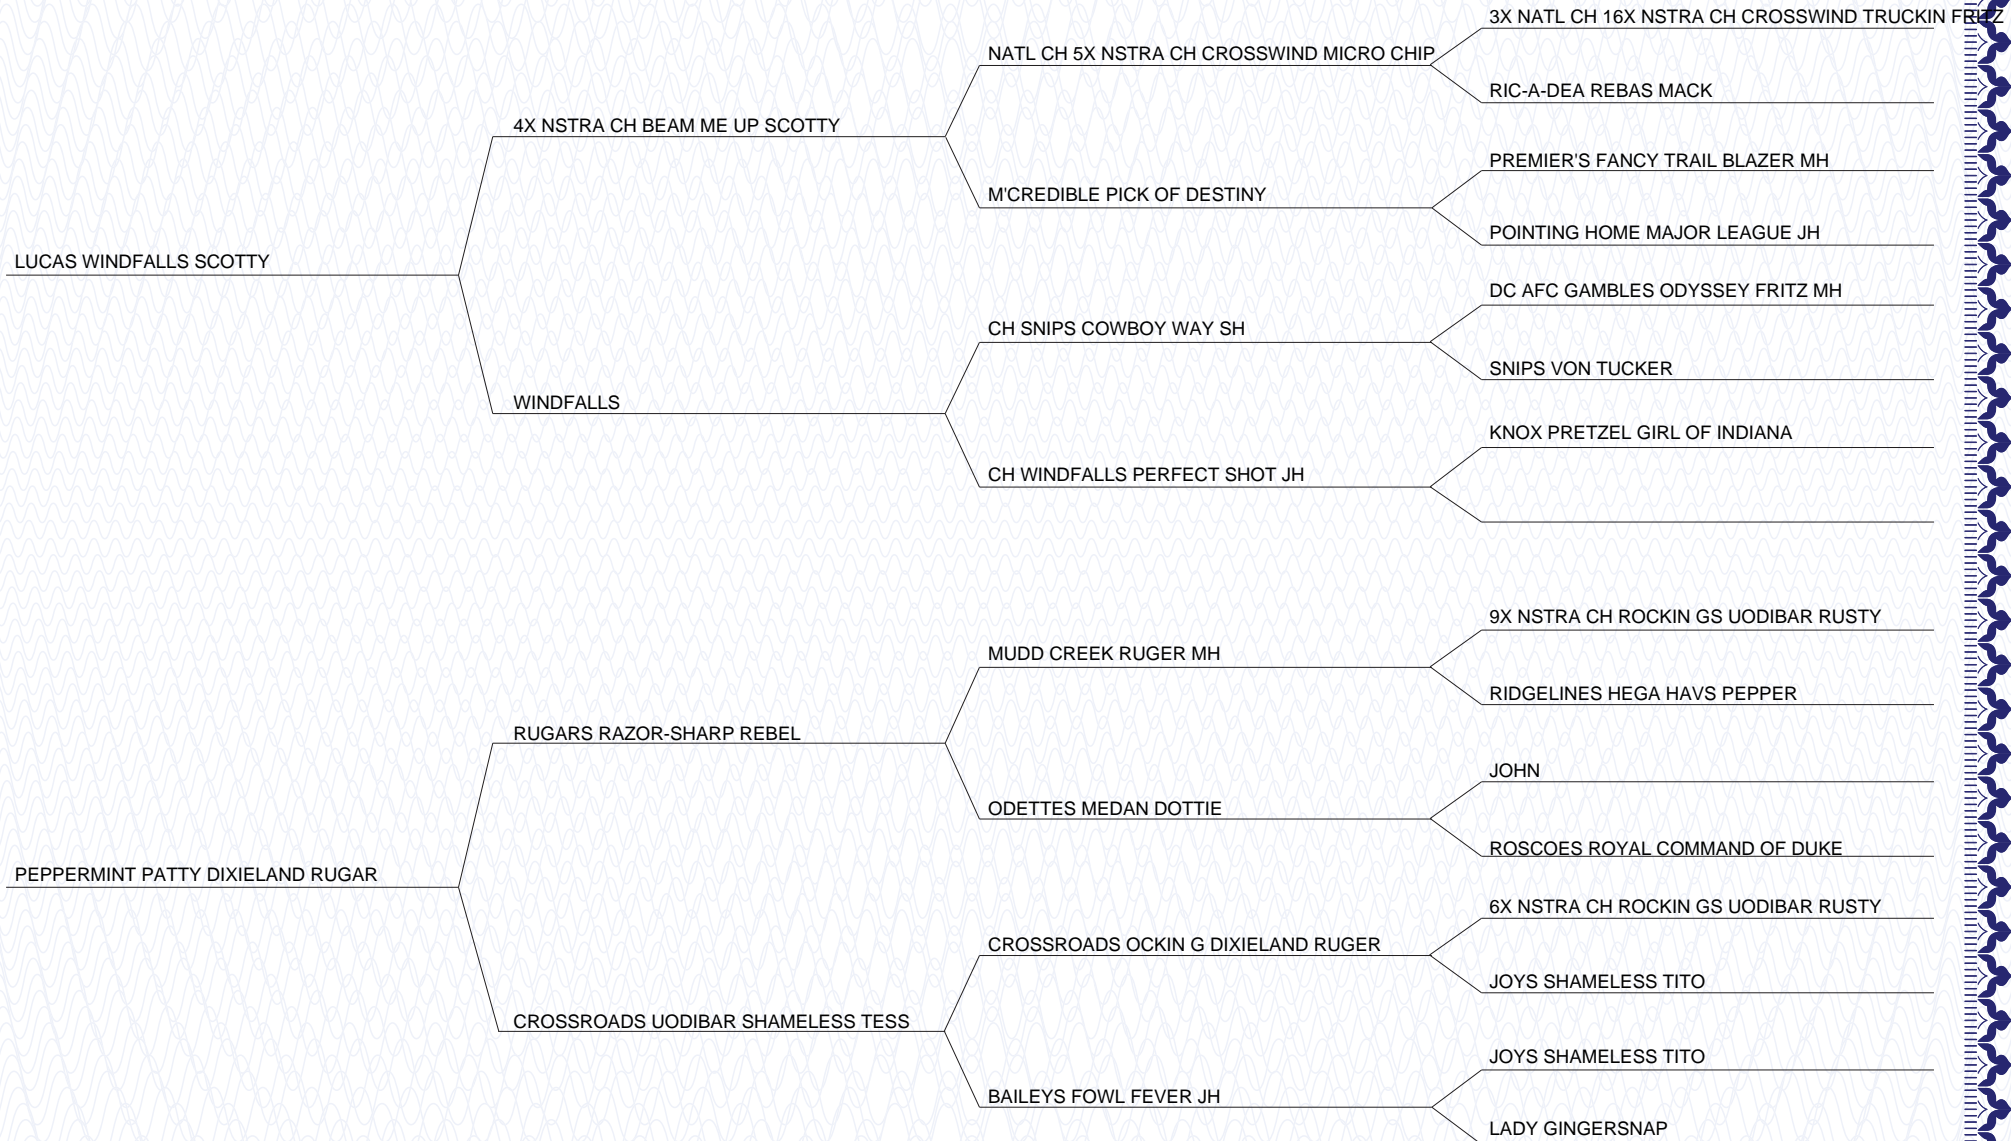 3X NATL CH 16X NSTRA CH CROSSWIND TRUCKIN FRITZ
NATL CH 5X NSTRA CH CROSSWIND MICRO CHIP
RIC-A-DEA REBAS MACK
4X NSTRA CH BEAM ME UP SCOTTY
PREMIER'S FANCY TRAIL BLAZER MH
M'CREDIBLE PICK OF DESTINY
POINTING HOME MAJOR LEAGUE JH
LUCAS WINDFALLS SCOTTY
DC AFC GAMBLES ODYSSEY FRITZ MH
CH SNIPS COWBOY WAY SH
SNIPS VON TUCKER
WINDFALLS
KNOX PRETZEL GIRL OF INDIANA
CH WINDFALLS PERFECT SHOT JH
9X NSTRA CH ROCKIN GS UODIBAR RUSTY
MUDD CREEK RUGER MH
RIDGELINES HEGA HAVS PEPPER
RUGARS RAZOR-SHARP REBEL
JOHN
ODETTES MEDAN DOTTIE
ROSCOES ROYAL COMMAND OF DUKE
PEPPERMINT PATTY DIXIELAND RUGAR
6X NSTRA CH ROCKIN GS UODIBAR RUSTY
CROSSROADS OCKIN G DIXIELAND RUGER
JOYS SHAMELESS TITO
CROSSROADS UODIBAR SHAMELESS TESS
JOYS SHAMELESS TITO
BAILEYS FOWL FEVER JH
LADY GINGERSNAP